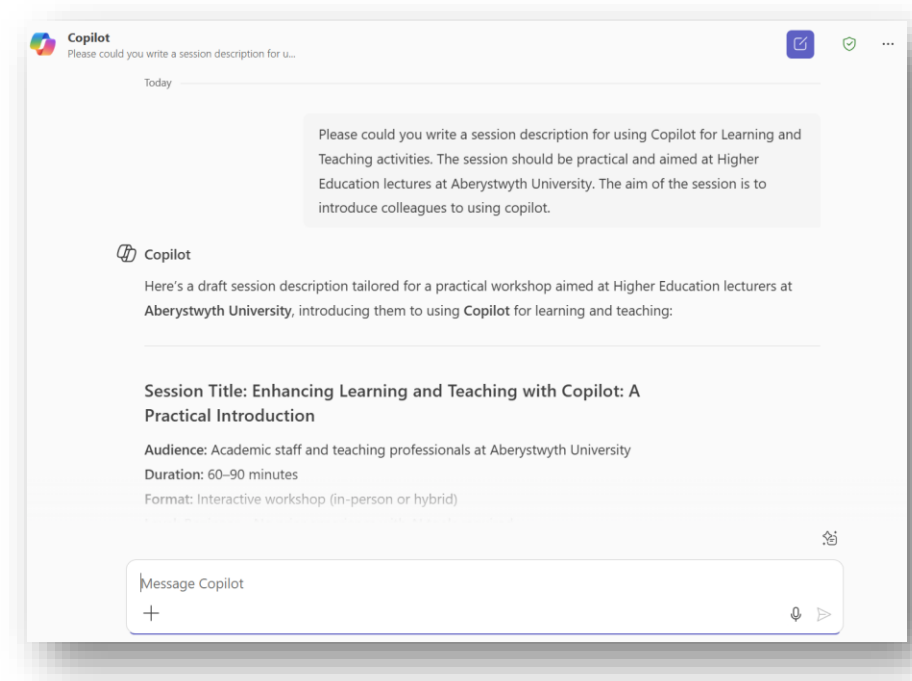 Copilot
Please could you write a session description for u...
Today
Please could you write a session description for using Copilot for Learning and
Teaching activities. The session should be practical and aimed at Higher
Education lectures at Aberystwyth University. The aim of the session is to
introduce colleagues to using copilot.
Copilot
Here's a draft session description tailored for a practical workshop aimed at Higher Education lecturers at
Aberystwyth University, introducing them to using Copilot for learning and teaching:
Session Title: Enhancing Learning and Teaching with Copilot: A
Practical Introduction
Audience: Academic staff and teaching professionals at Aberystwyth University
Duration: 60–90 minutes
Format: Interactive workshop (in-person or hybrid)
Message Copilot